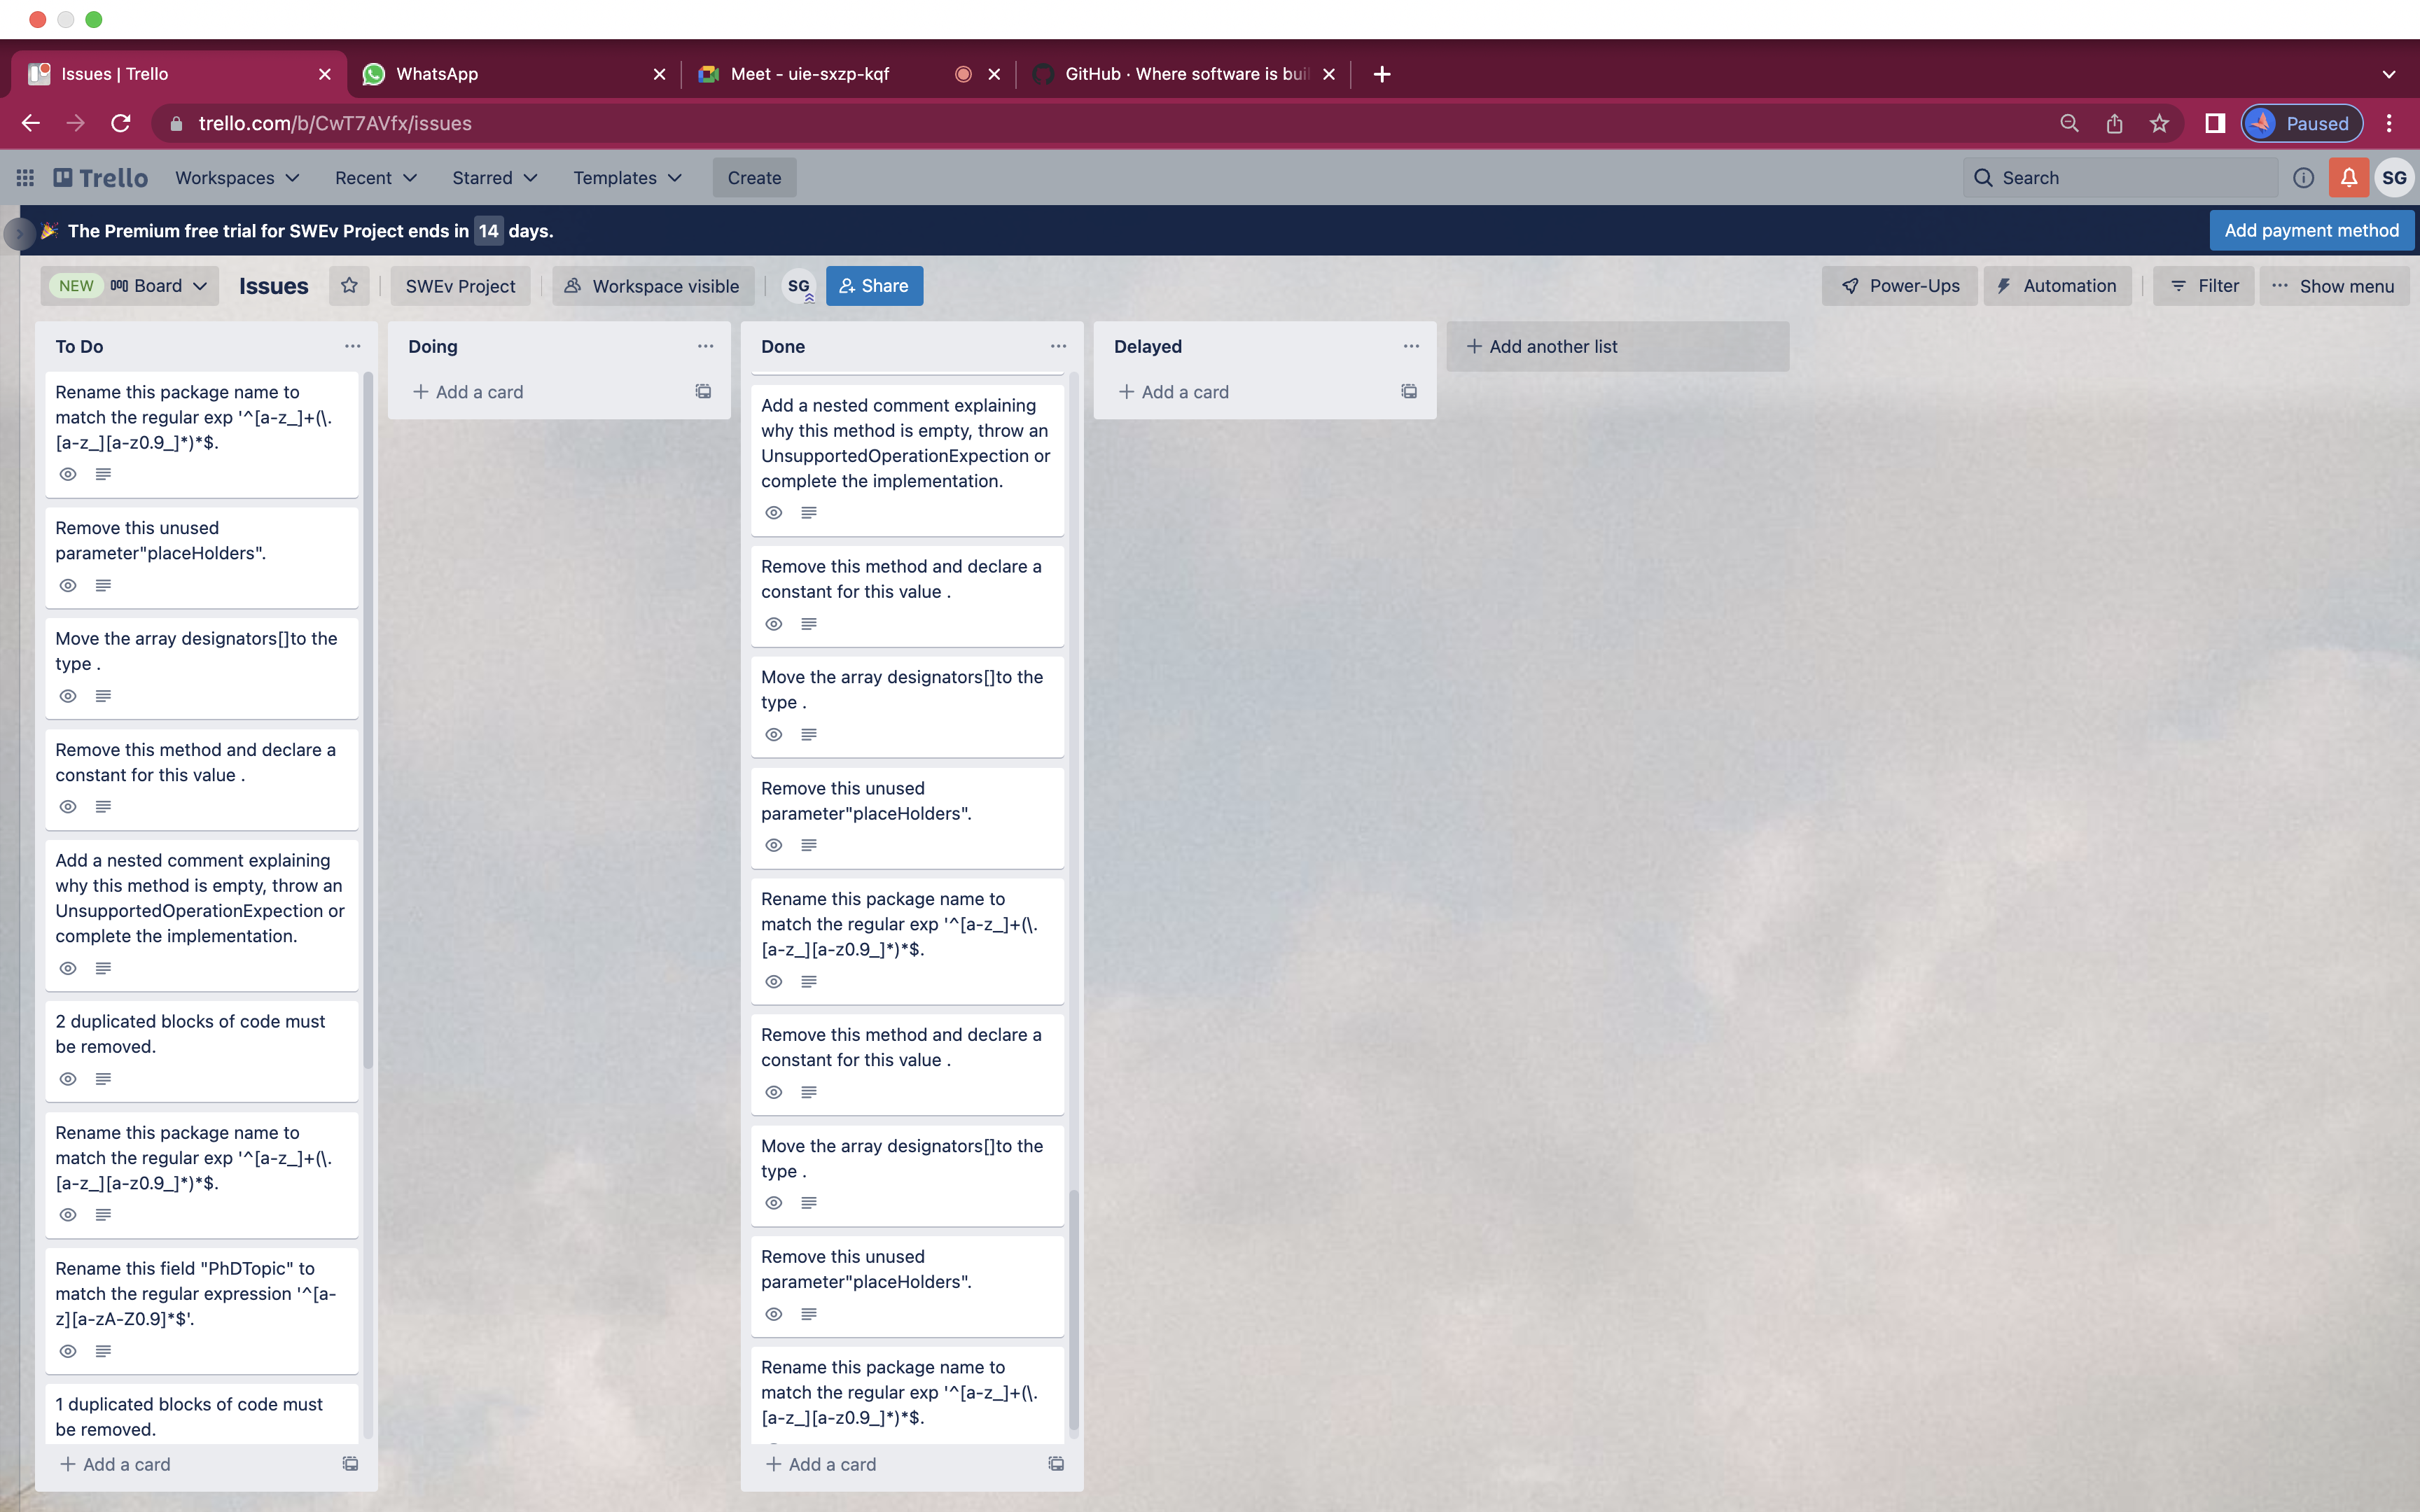 Issues | Trello
WhatsApp
Meet - uie-sxzp-kqf
GitHub · Where software is bui
trello.com/b/CwT7AVfx/issues
Paused
Trello
Workspaces
Recent
Starred
Templates
Create
Search
SG
The Premium free trial for SWEv Project ends in 14 days.
Add payment method
NEW
Board
Issues
SWEv Project
Workspace visible
SG
Share
Power-Ups
Automation
Filter
Show menu
To Do
Rename this package name to
match the regular exp '^[a-z_]+(\.
[a-z_][a-z0.9_]*)*$.
Remove this unused
parameter"placeHolders".
Move the array designators[]to the
type .
Remove this method and declare a
constant for this value .
Add a nested comment explaining
why this method is empty, throw an
UnsupportedOperationExpection or
complete the implementation.
2 duplicated blocks of code must
be removed.
Rename this package name to
match the regular exp '^[a-z_]+(\.
[a-z_][a-z0.9_]*)*$.
Rename this field "PhDTopic" to
match the regular expression '^[a-
z][a-zA-Z0.9]*$'.
1 duplicated blocks of code must
be removed.
Add a card
Doing
Add a card
Done
Add a nested comment explaining
why this method is empty, throw an
UnsupportedOperationExpection or
complete the implementation.
Remove this method and declare a
constant for this value .
Move the array designators[]to the
type .
Remove this unused
parameter"placeHolders".
Rename this package name to
match the regular exp '^[a-z_]+(\.
[a-z_][a-z0.9_]*)*$.
Remove this method and declare a
constant for this value .
Move the array designators[]to the
type .
Remove this unused
parameter"placeHolders".
Rename this package name to
match the regular exp '^[a-z_]+(\.
[a-z_][a-z0.9_]*)*$.
Add a card
Delayed
Add a card
Add another list